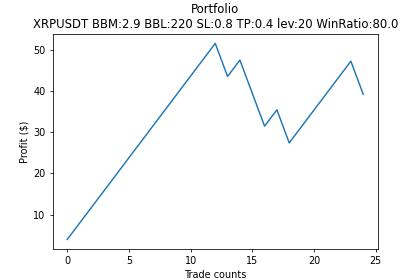 Portfolio
XRPUSDT BBM:2.9 BBL:220 SL:0.8 TP:0.4 lev:20 WinRatio:80.0
50
40
30
20
10
Profit ($)
0 5 10 15 20 25
Trade counts